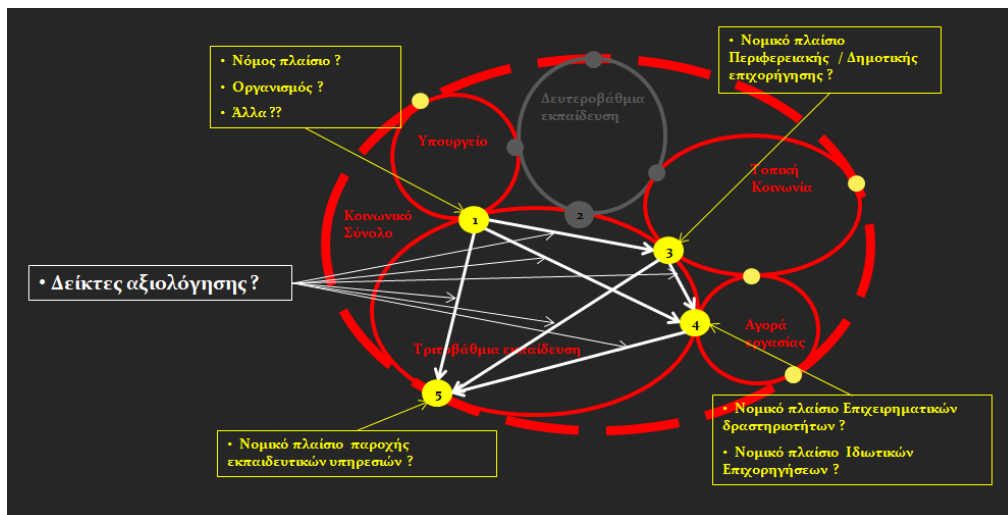 • Νόμος πλαίσιο ?
• Οργανισμός ?
• Άλλα ??
• Νομικό πλαίσιο
Περιφερειακής / Δημοτικής
επιχορήγησης ?
Δευτεροβάθμια
εκπαίδευση
Υπουργείο
Τοπική
Κοινωνία
Κοινωνικό
Σύνολο
1
2
3
• Δείκτες αξιολόγησης ?
4
Αγορά
εργασίας
Τριτοβάθμια εκπαίδευση
5
• Νομικό πλαίσιο παροχής
εκπαιδευτικών υπηρεσιών ?
• Νομικό πλαίσιο Επιχειρηματικών
δραστηριοτήτων ?
• Νομικό πλαίσιο Ιδιωτικών
Επιχορηγήσεων ?